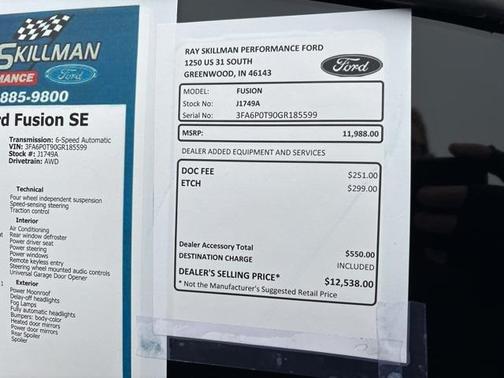 SKILLMAN
MANCE Ford
885-9800
rd Fusion SE
Transmission: 6-Speed Automatic
VIN: 3FA6P0T90GR185599
Stock #: J1749A
Drivetrain: AWD
Technical
Four wheel independent suspension
Speed-sensing steering
Traction control
Interior
Air Conditioning
Rear window defroster
Power driver seat
Power steering
Power windows
Remote keyless entry
Steering wheel mounted audio controls
Universal Garage Door Opener
Exterior
Power Moonroof
Delay-off headlights
Fog Lamps
Fully automatic headlights
Bumpers: body-color
Heated door mirrors
Power door mirrors
Rear Spoiler
Spoiler
RAY SKILLMAN PERFORMANCE FORD
1250 US 31 SOUTH
GREENWOOD, IN 46143
Ford
MODEL: FUSION
Stock No: J1749A
Serial No: 3FA6P0T90GR185599
MSRP: 11,988.00
DEALER ADDED EQUIPMENT AND SERVICES
DOC FEE $251.00
ETCH $299.00
Dealer Accessory Total $550.00
DESTINATION CHARGE INCLUDED
DEALER'S SELLING PRICE* $12,538.00
* Not the Manufacturer's Suggested Retail Price